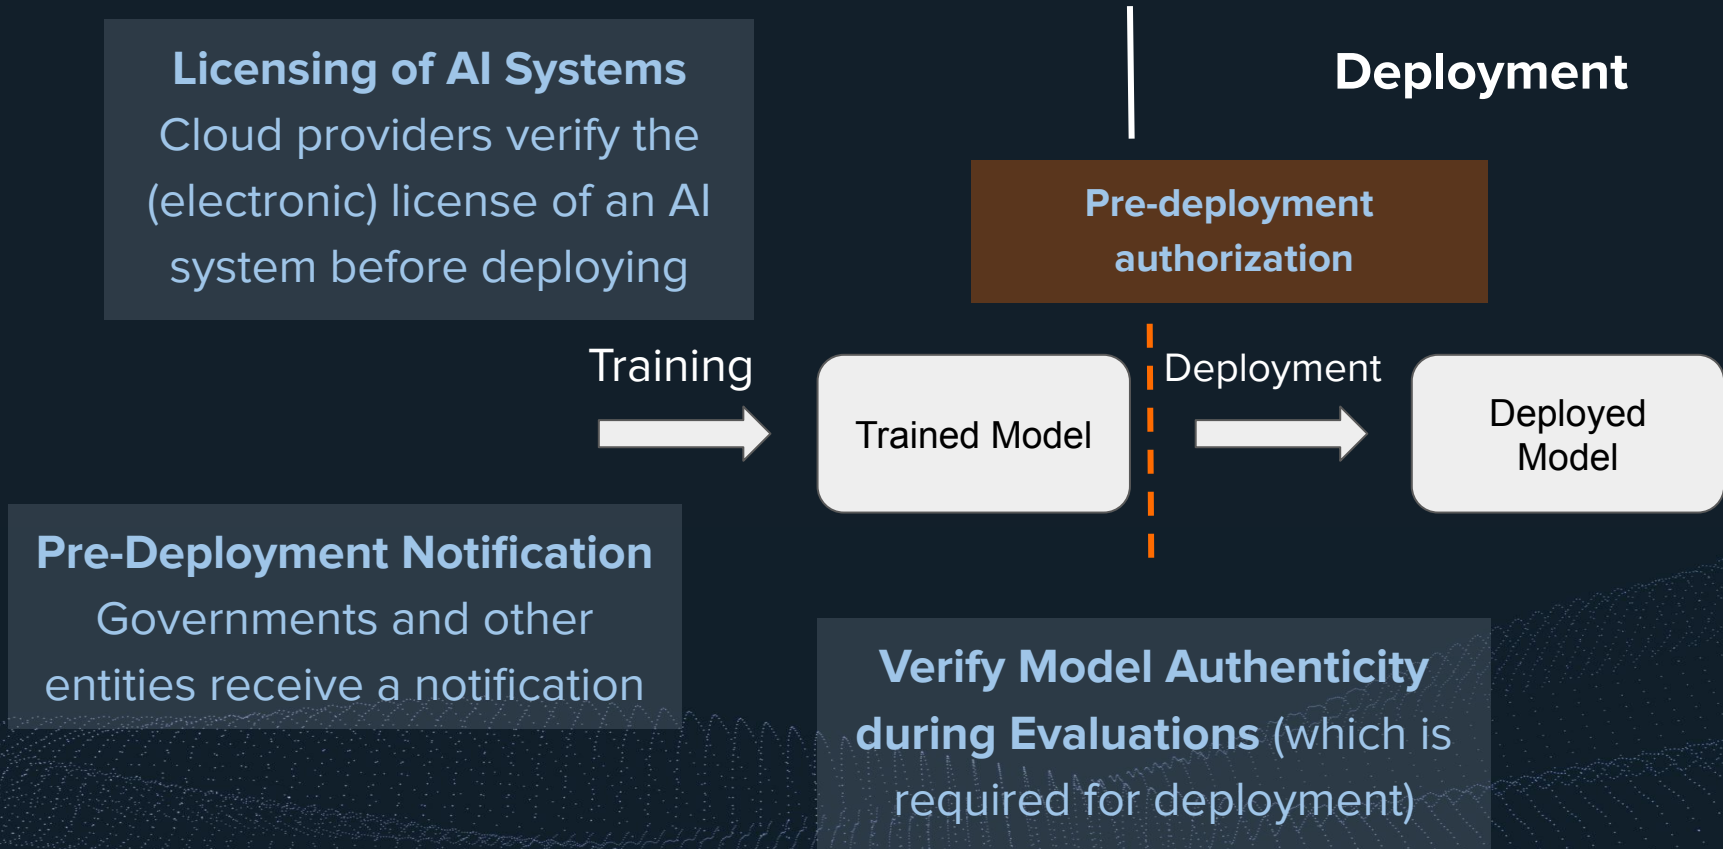 Licensing of AI Systems
Cloud providers verify the
(electronic) license of an AI
system before deploying
Deployment
Pre-deployment
authorization
Training
Trained Model
Deployment
Deployed
Model
Pre-Deployment Notification
Governments and other
entities receive a notification
Verify Model Authenticity
during Evaluations (which is
required for deployment)